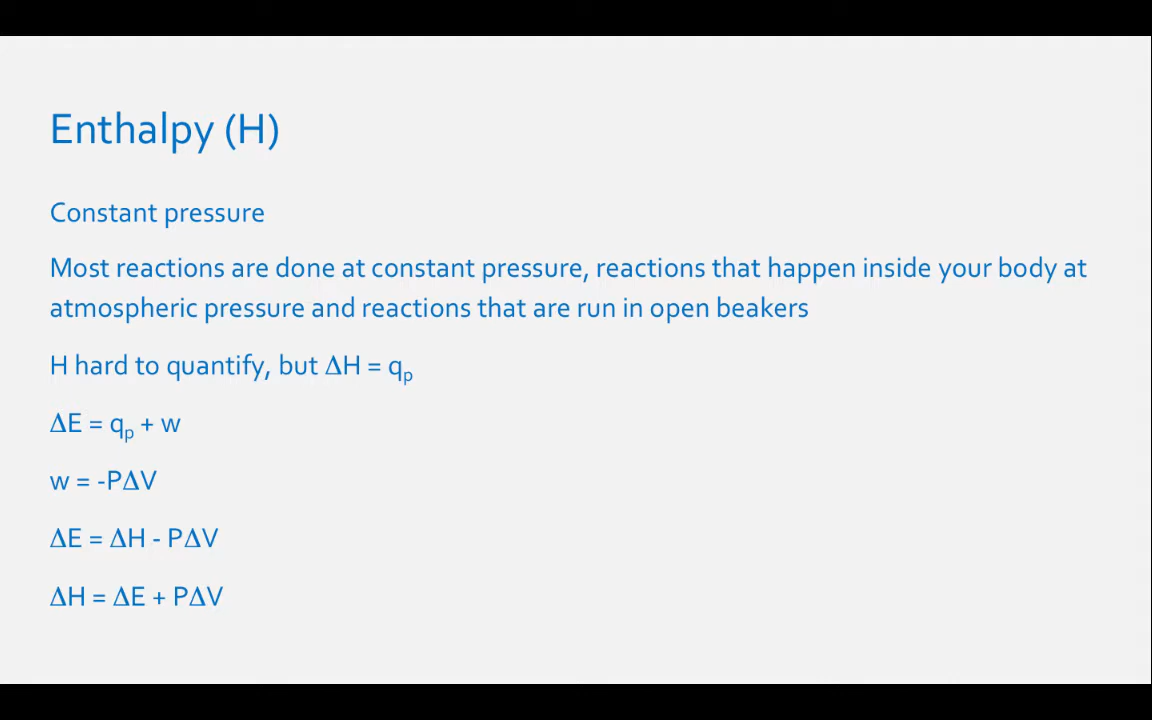 Enthalpy (H)
Constant pressure
Most reactions are done at constant pressure, reactions that happen inside your body at
atmospheric pressure and reactions that are run in open beakers
H hard to quantify, but ΔH = qₚ
ΔE = qₚ + w
w = -PΔV
ΔE = ΔH - PΔV
ΔH = ΔE + PΔV